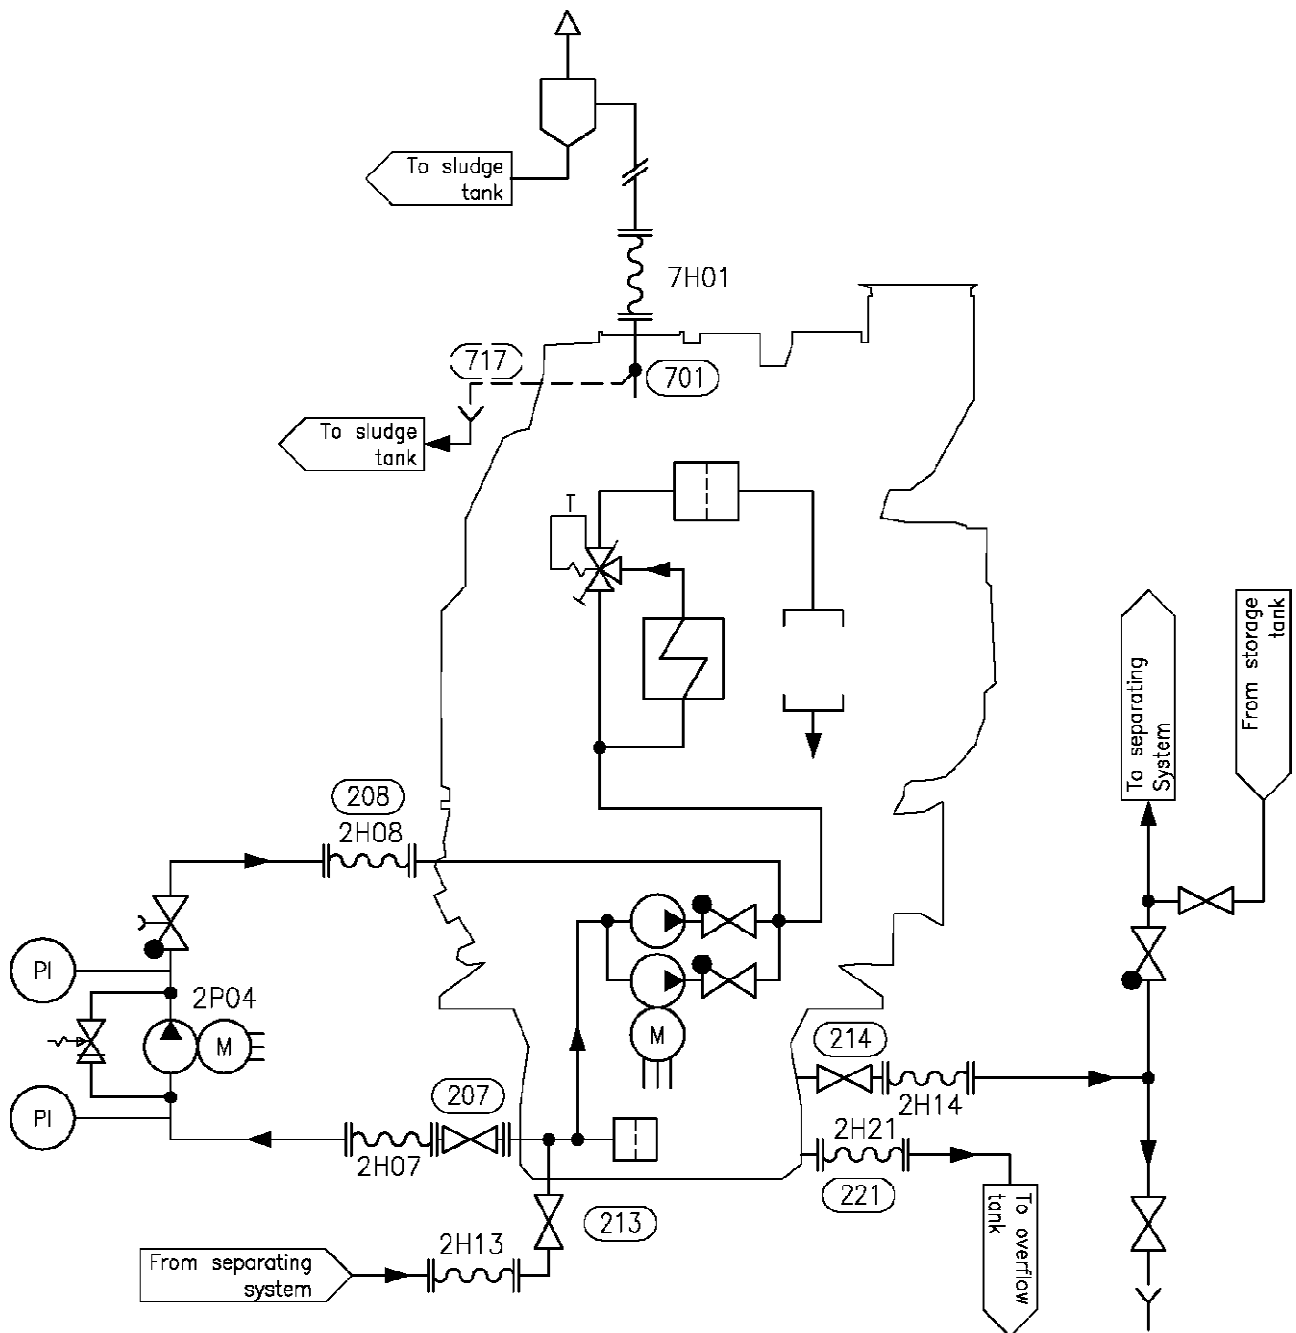 To sludge
tank
7H01
717
701
To sludge
tank
T
To separating
System
From storage
tank
208
2H08
PI
2P04
M
M
214
2H14
PI
207
2H07
2H21
221
213
2H13
From separating
system
To overflow
tank